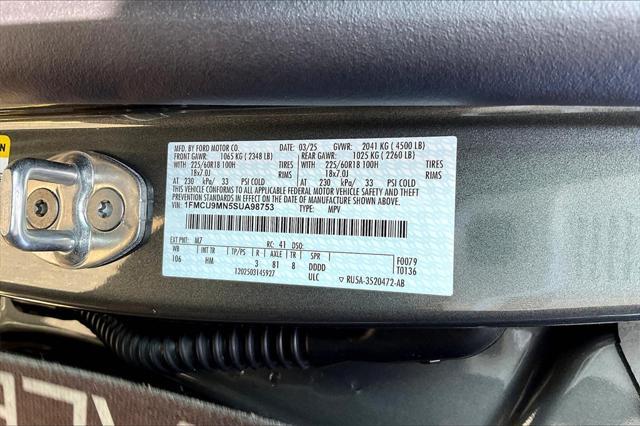 MFD. BY FORD MOTOR CO. DATE: 03/25 GVWR: 2041 KG (4500 LB)
FRONT GAWR: 1065 KG (2348 LB) REAR GAWR: 1025 KG (2260 LB)
WITH 225/60R18 100H TIRES WITH 225/60R18 100H TIRES
18x7.0J RIMS 18x7.0J RIMS
AT 230 kPa/ 33 PSI COLD AT 230 kPa/ 33 PSI COLD
THIS VEHICLE CONFORMS TO ALL APPLICABLE FEDERAL MOTOR VEHICLE SAFETY AND THEFT
PREVENTION STANDARDS IN EFFECT ON THE DATE OF MANUFACTURE SHOWN ABOVE.
VIN: 1FMCU9MN5SUA98753 TYPE: MPV
EXT PNT: M7 RC: 41 DSO: F0079
WB INT TR TP/PS R AXLE TR SPR T0136
106 HM 3 81 8 DDDD
1202503145927 ULC RU5A-3520472-AB